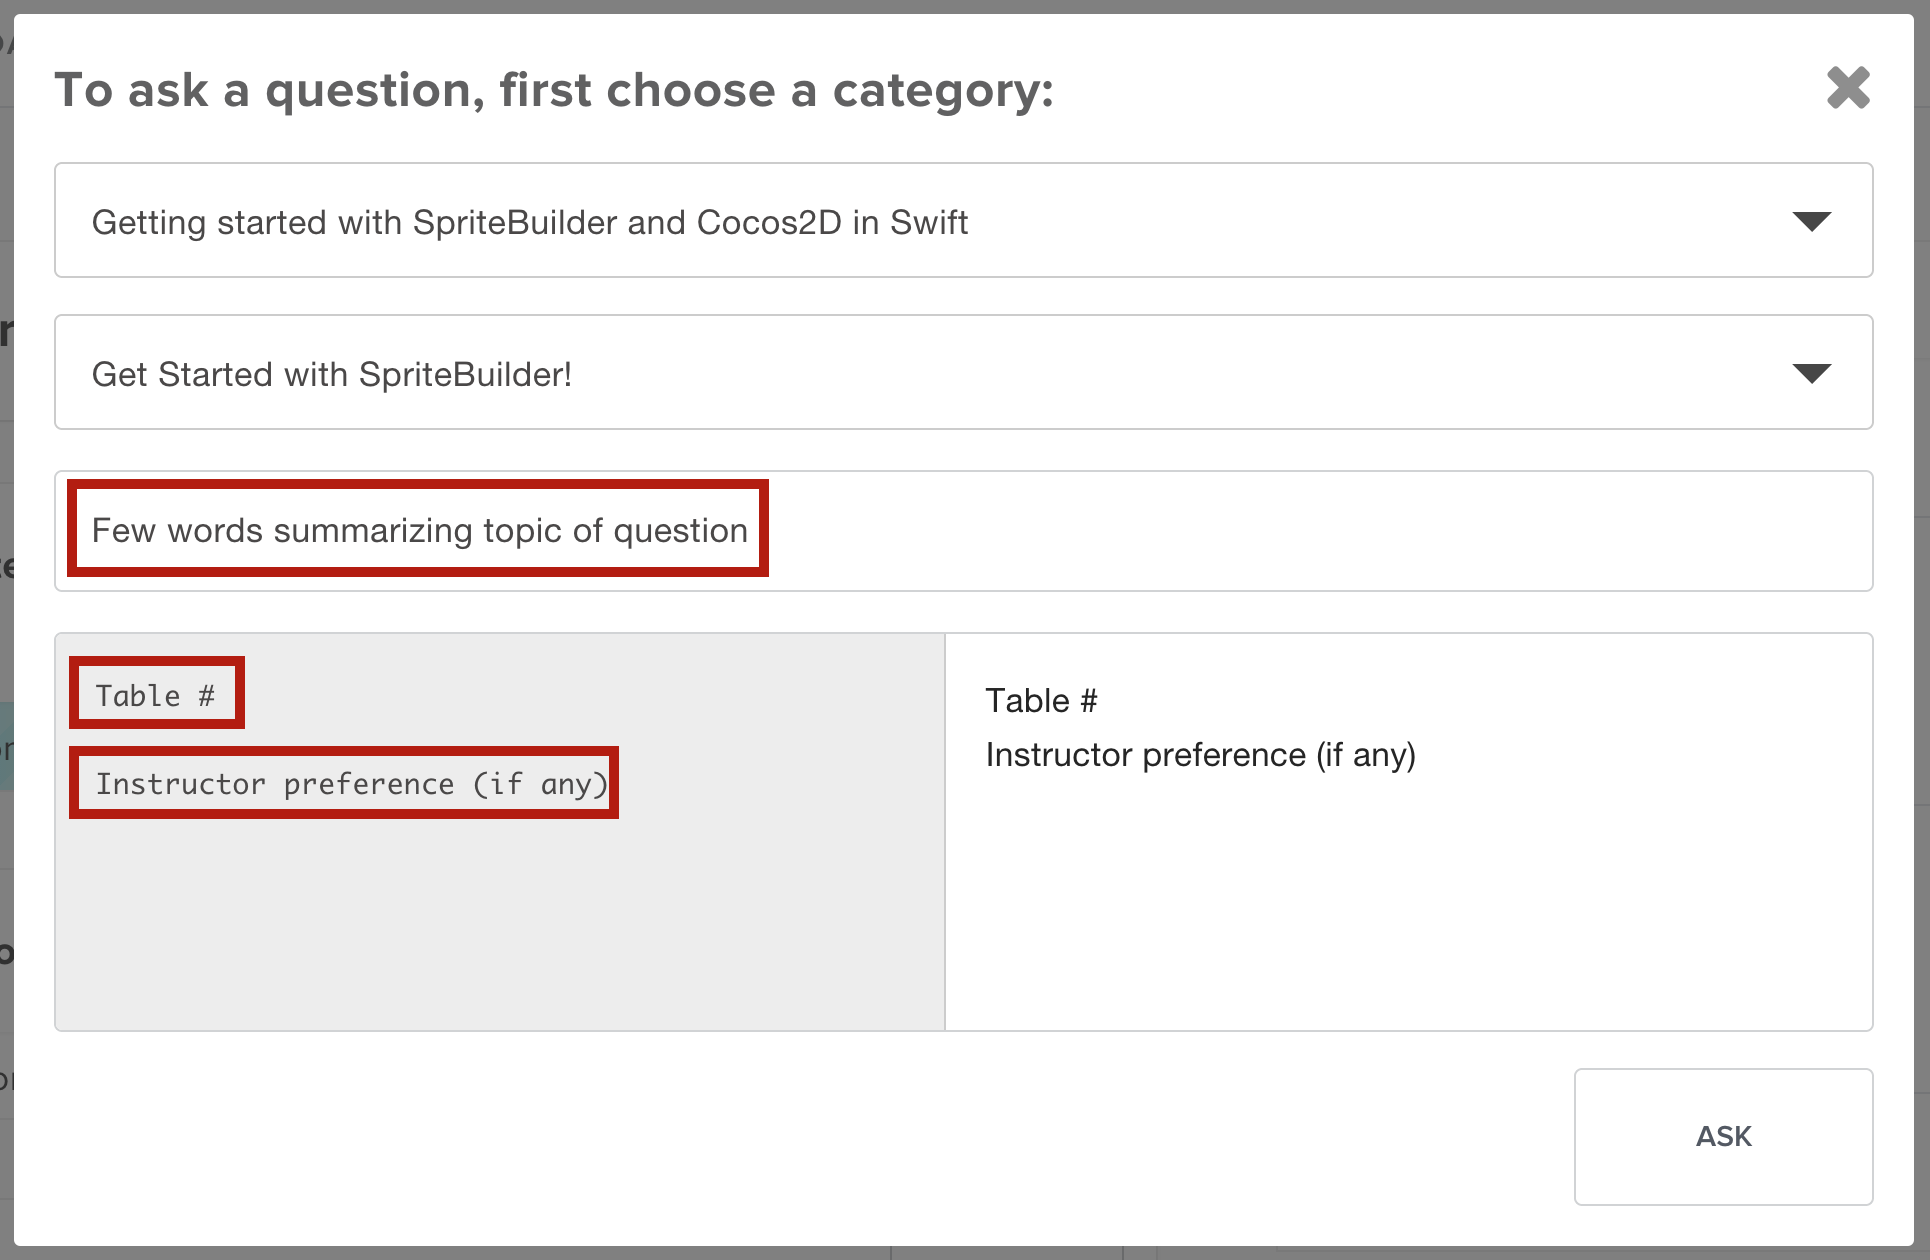 To ask a question, first choose a category:
Getting started with SpriteBuilder and Cocos2D in Swift
Get Started with SpriteBuilder!
Few words summarizing topic of question
Table #
Instructor preference (if any)
Table #
Instructor preference (if any)
ASK